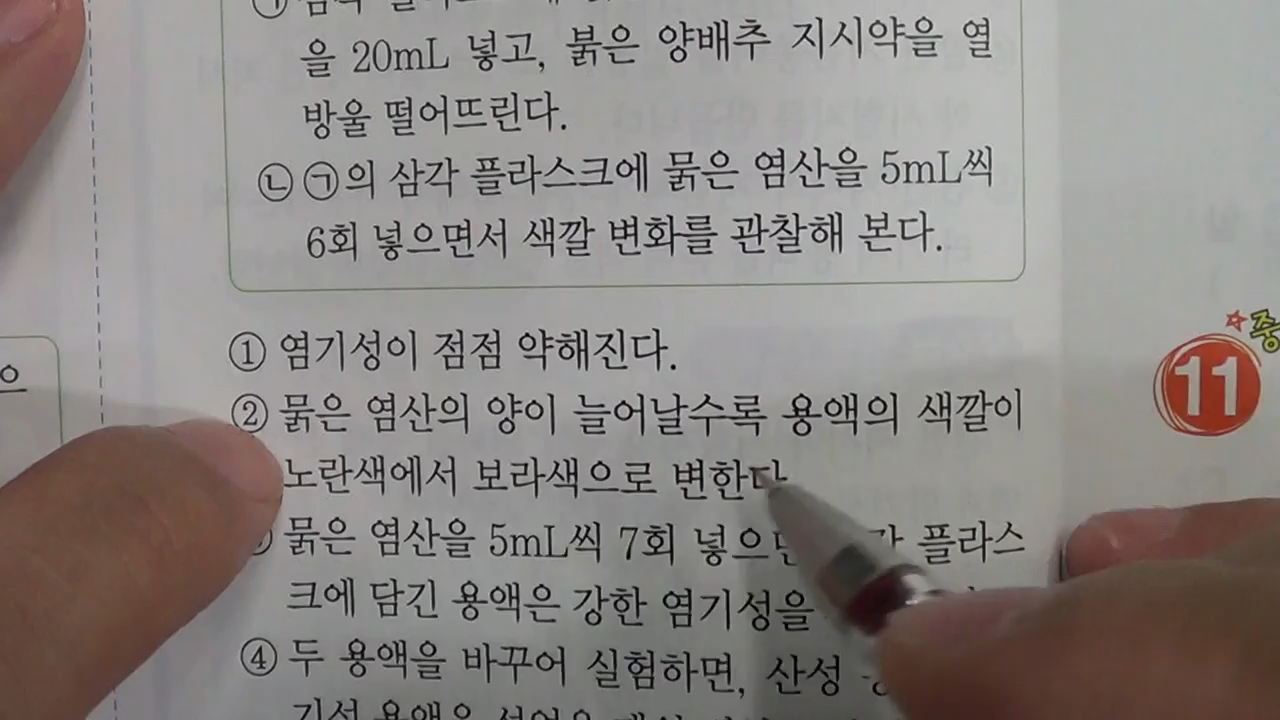 을 20mL 넣고, 붉은 양배추 지시약을 열
방울 떨어뜨린다.
㉡ ㉠의 삼각 플라스크에 묽은 염산을 5mL씩
6회 넣으면서 색깔 변화를 관찰해 본다.
① 염기성이 점점 약해진다.
② 묽은 염산의 양이 늘어날수록 용액의 색깔이
노란색에서 보라색으로 변한다
묽은 염산을 5mL씩 7회 플라스
크에 담긴 용액은 강한 염기성을
④ 두 용액을 바꾸어 실험하면, 산성
중
11